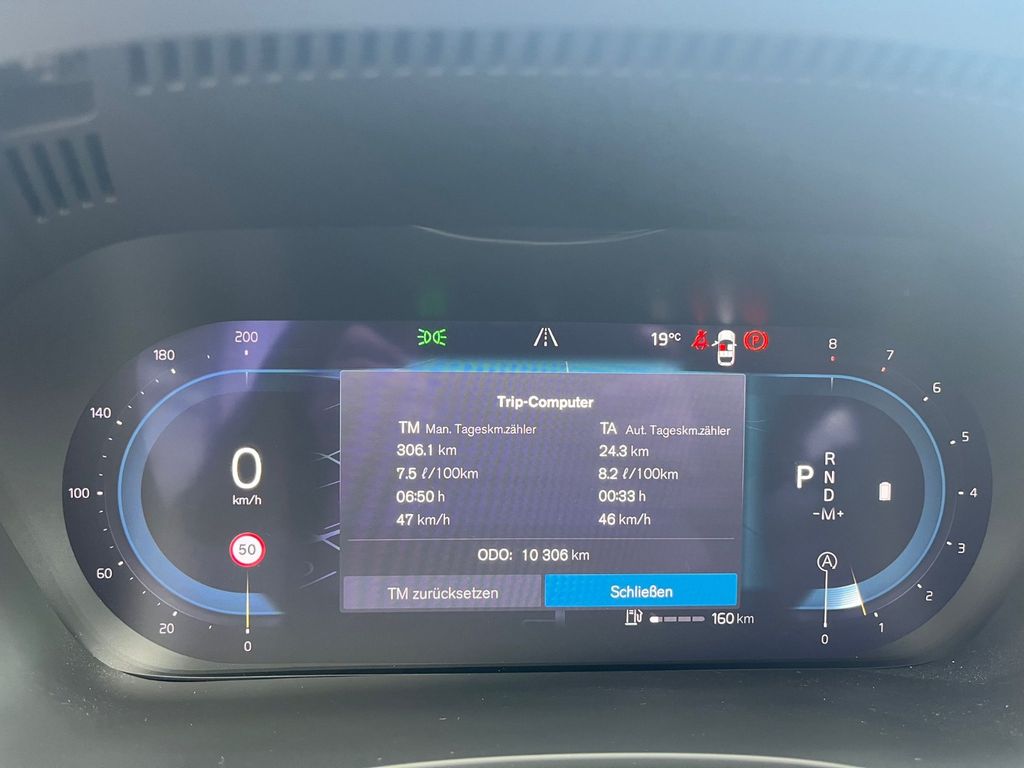 200
180
140
100
60
20
0
0
km/h
50
19°C
P
Trip-Computer
TM Man. Tageskm.zähler
306.1 km
7.5 ℓ/100km
06:50 h
47 km/h
TA Aut. Tageskm.zähler
24.3 km
8.2 ℓ/100km
00:33 h
46 km/h
ODO: 10 306 km
TM zurücksetzen
Schließen
160 km
P
R
N
D
-M+
A
8
7
6
5
4
3
2
1
0